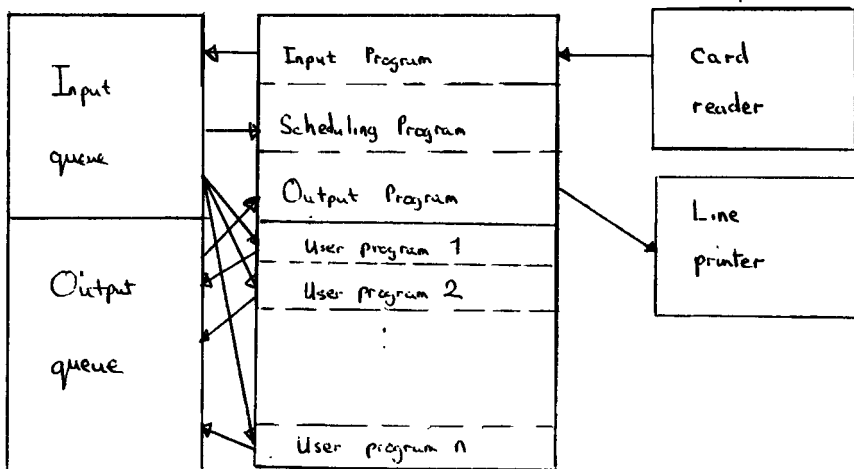 Input
queue
Output
queue
Input Program
Scheduling Program
Output Program
User program 1
User program 2
:
User program n
Card
reader
Line
printer